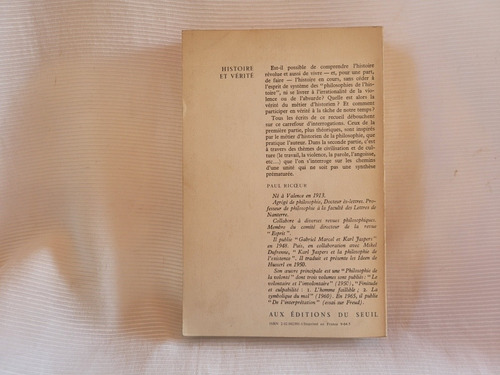 HISTOIRE
ET VÉRITÉ
Est-il possible de comprendre l'histoire
révolue et aussi de vivre — et, pour une part,
de faire — l'histoire en cours, sans céder à
l'esprit de système des "philosophies de l'his-
toire", ni se livrer à l'irrationalité de la vio-
lence ou de l'absurde? Quelle est alors la
vérité du métier d'historien? Et comment
participer en vérité à la tâche de notre temps?
Tous les écrits de ce recueil débouchent
sur ce carrefour d'interrogations. Ceux de la
première partie, plus théoriques, sont inspirés
par le métier d'historien de la philosophie, que
pratique l'auteur. Dans la seconde partie, c'est
à travers des thèmes de civilisation et de cultu-
re (le travail, la violence, la parole, l'angoisse,
etc...) que l'on s'interroge sur les chemins
d'une unité qui ne soit pas une synthèse
prématurée.
PAUL RICŒUR
Né à Valence en 1913.
Agrégé de philosophie, Docteur ès-lettres. Pro-
fesseur de philosophie à la faculté des Lettres de
Nanterre.
Collabore à diverses revues philosophiques.
Membre du comité directeur de la revue
"Esprit".
Il publie "Gabriel Marcel et Karl Jaspers"
en 1948. Puis, en collaboration avec Mikel
Dufrenne, "Karl Jaspers et la philosophie de
l'existence". Il traduit et présente les Ideen de
Husserl en 1950.
Son œuvre principale est une "Philosophie de
la volonté" dont trois volumes sont publiés: "Le
volontaire et l'involontaire" (1950), "Finitude
et culpabilité: 1. L'homme faillible; 2. La
symbolique du mal" (1960). En 1965, il publie
"De l'interprétation" (essai sur Freud).
AUX ÉDITIONS DU SEUIL